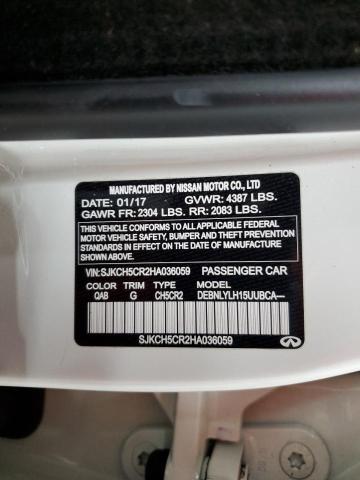 MANUFACTURED BY NISSAN MOTOR CO., LTD
DATE: 01/17 GVWR: 4387 LBS.
GAWR FR: 2304 LBS. RR: 2083 LBS.
THIS VEHICLE CONFORMS TO ALL APPLICABLE FEDERAL
MOTOR VEHICLE SAFETY, BUMPER, AND THEFT PREVENTION
STANDARDS IN EFFECT ON THE DATE OF MANUFACTURE
SHOWN ABOVE.
VIN: SJKCH5CR2HA036059 PASSENGER CAR
COLOR TRIM TYPE MODEL
QAB G CH5CR2 DEBNLYLH15UUBCA—
SJKCH5CR2HA036059